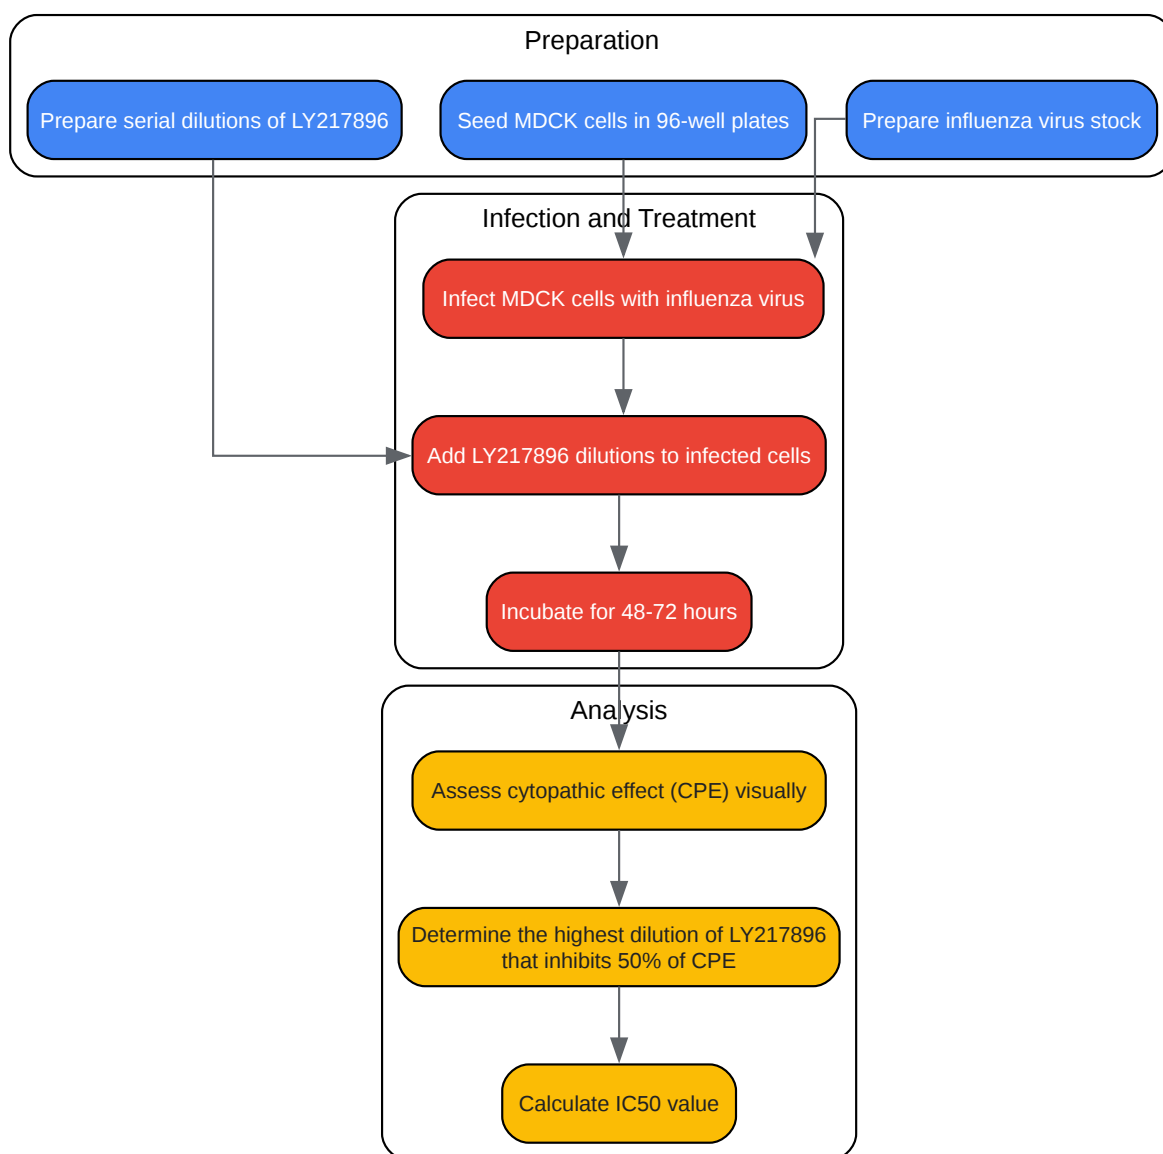 Preparation
Prepare serial dilutions of LY217896
Seed MDCK cells in 96-well plates
Prepare influenza virus stock
Infection and Treatment
Infect MDCK cells with influenza virus
Add LY217896 dilutions to infected cells
Incubate for 48-72 hours
Analysis
Assess cytopathic effect (CPE) visually
Determine the highest dilution of LY217896
that inhibits 50% of CPE
Calculate IC50 value